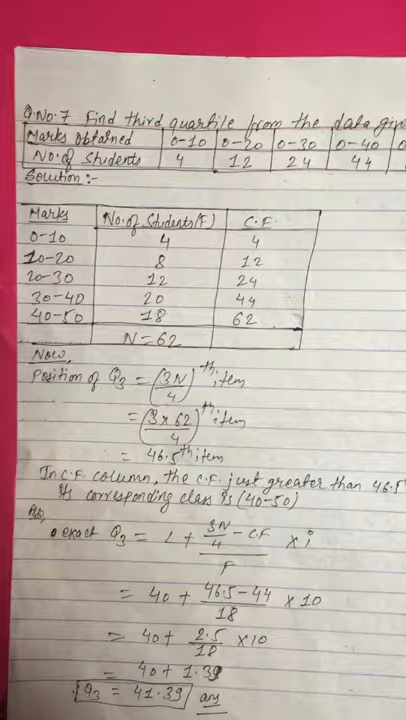 Q.No.7 Find third quartile from the data given
Marks obtained 0-10 0-20 0-30 0-40 0
No. of Students 4 12 24 44
Solution:-
Marks No. of Students(F) C.F.
0-10 4 4
10-20 8 12
20-30 12 24
30-40 20 44
40-50 18 62
N=62
Now,
Position of Q3 = (3N/4)th item
= (3×62/4)th item
= 46.5th item
In C.F column, the c.f. just greater than 46.5
Its corresponding class is (40-50)
exact Q3 = L + (3N/4 - C.F)/F × i
= 40 + (46.5-44)/18 × 10
= 40 + 2.5/18 × 10
= 40 + 1.39
Q3 = 41.39 ans